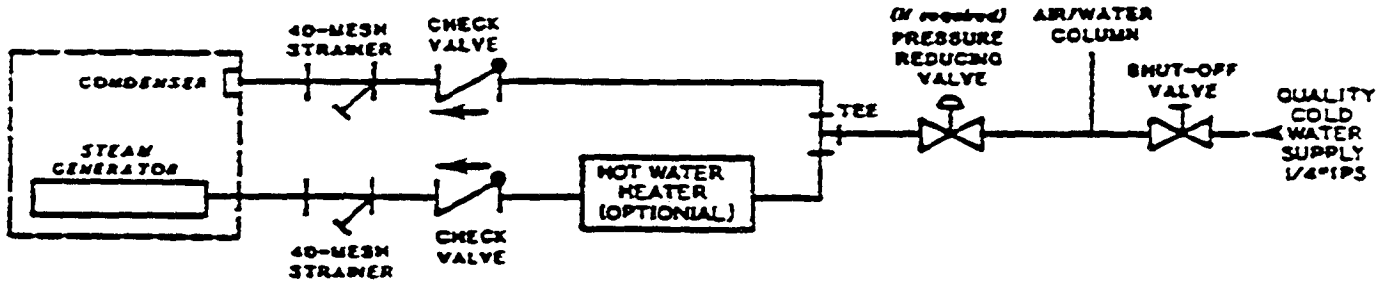 40-MESH
STRAINER
CHECK
VALVE
(If required)
PRESSURE
REDUCING
VALVE
AIR/WATER
COLUMN
SHUT-OFF
VALVE
QUALITY
COLD
WATER
SUPPLY
1/4"IPS
CONDENSER
TEE
STEAM
GENERATOR
HOT WATER
HEATER
(OPTIONIAL)
40-MESH
STRAINER
CHECK
VALVE